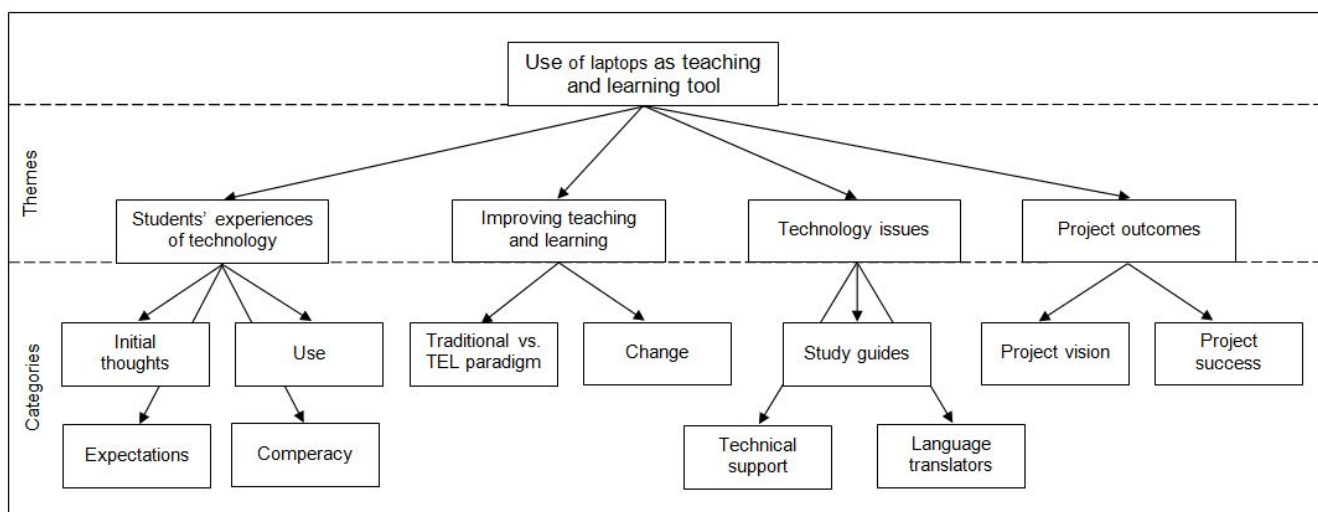 Use of laptops as teaching
and learning tool
Themes
Students’ experiences
of technology
Improving teaching
and learning
Technology issues
Project outcomes
Categories
Initial
thoughts
Use
Traditional vs.
TEL paradigm
Change
Study guides
Project vision
Project
success
Expectations
Comperacy
Technical
support
Language
translators